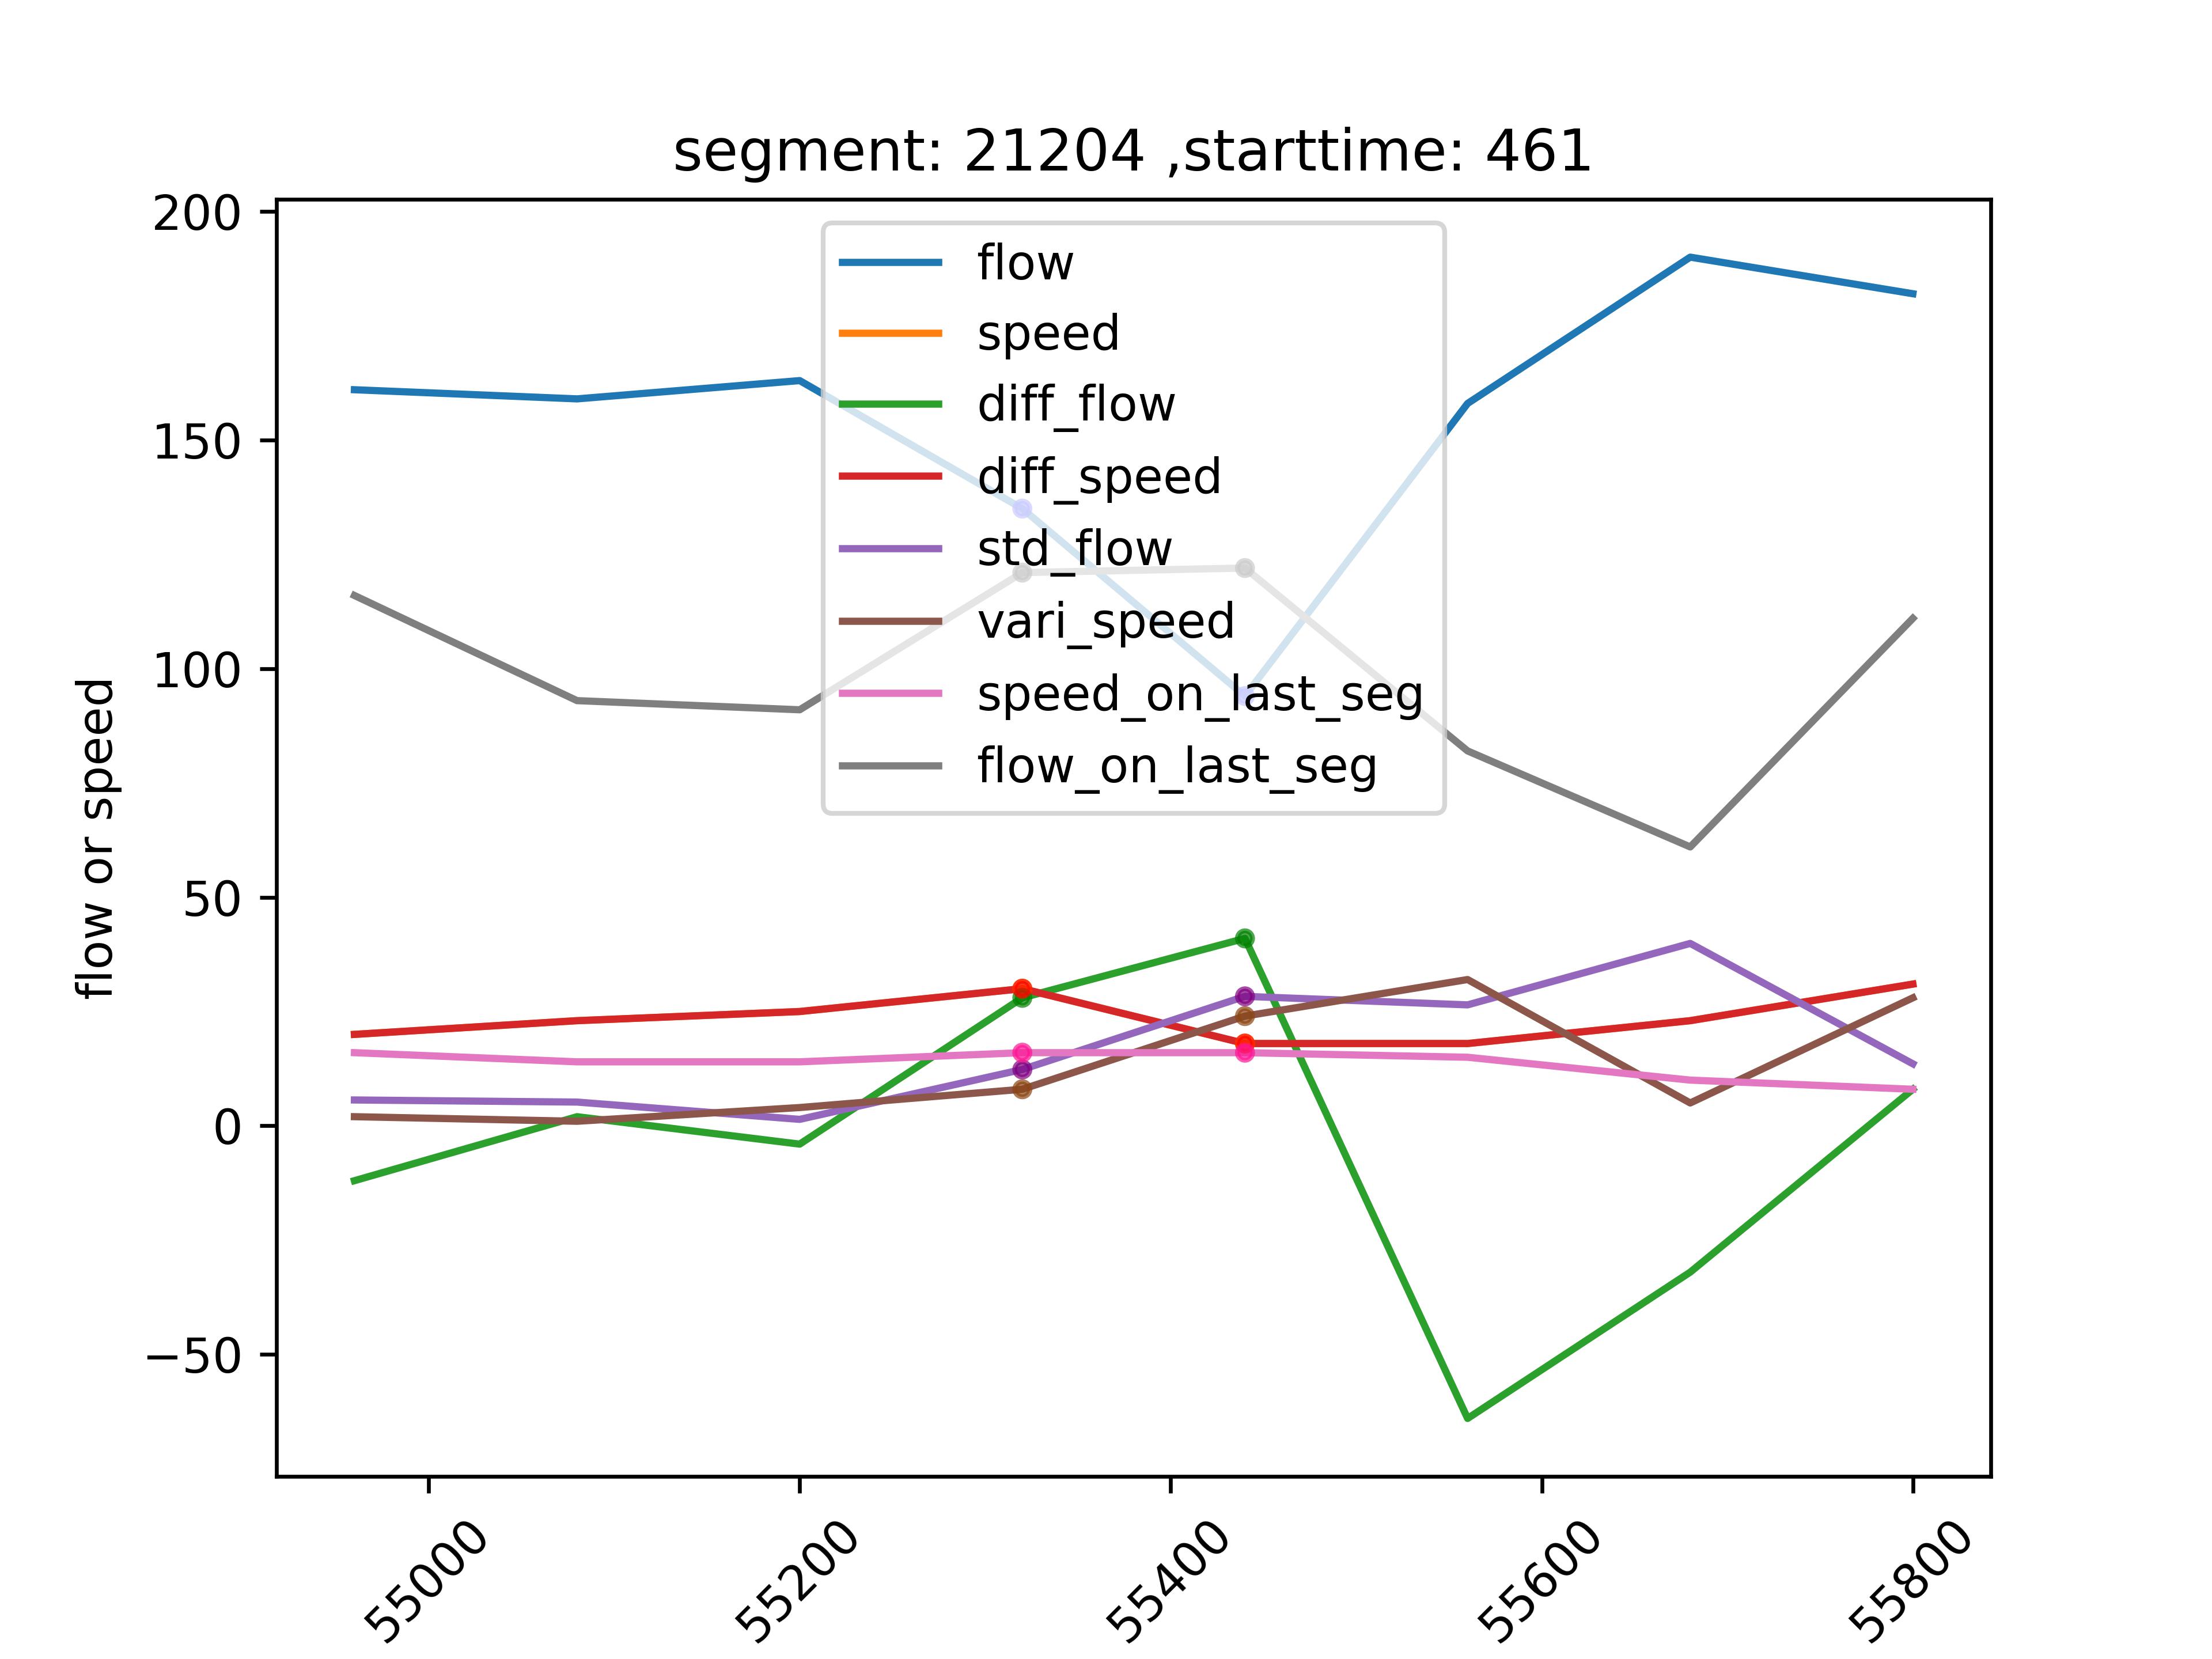 segment: 21204 ,starttime: 461
200
150
100
50
0
−50
flow or speed
flow
speed
diff_flow
diff_speed
std_flow
vari_speed
speed_on_last_seg
flow_on_last_seg
55000
55200
55400
55600
55800